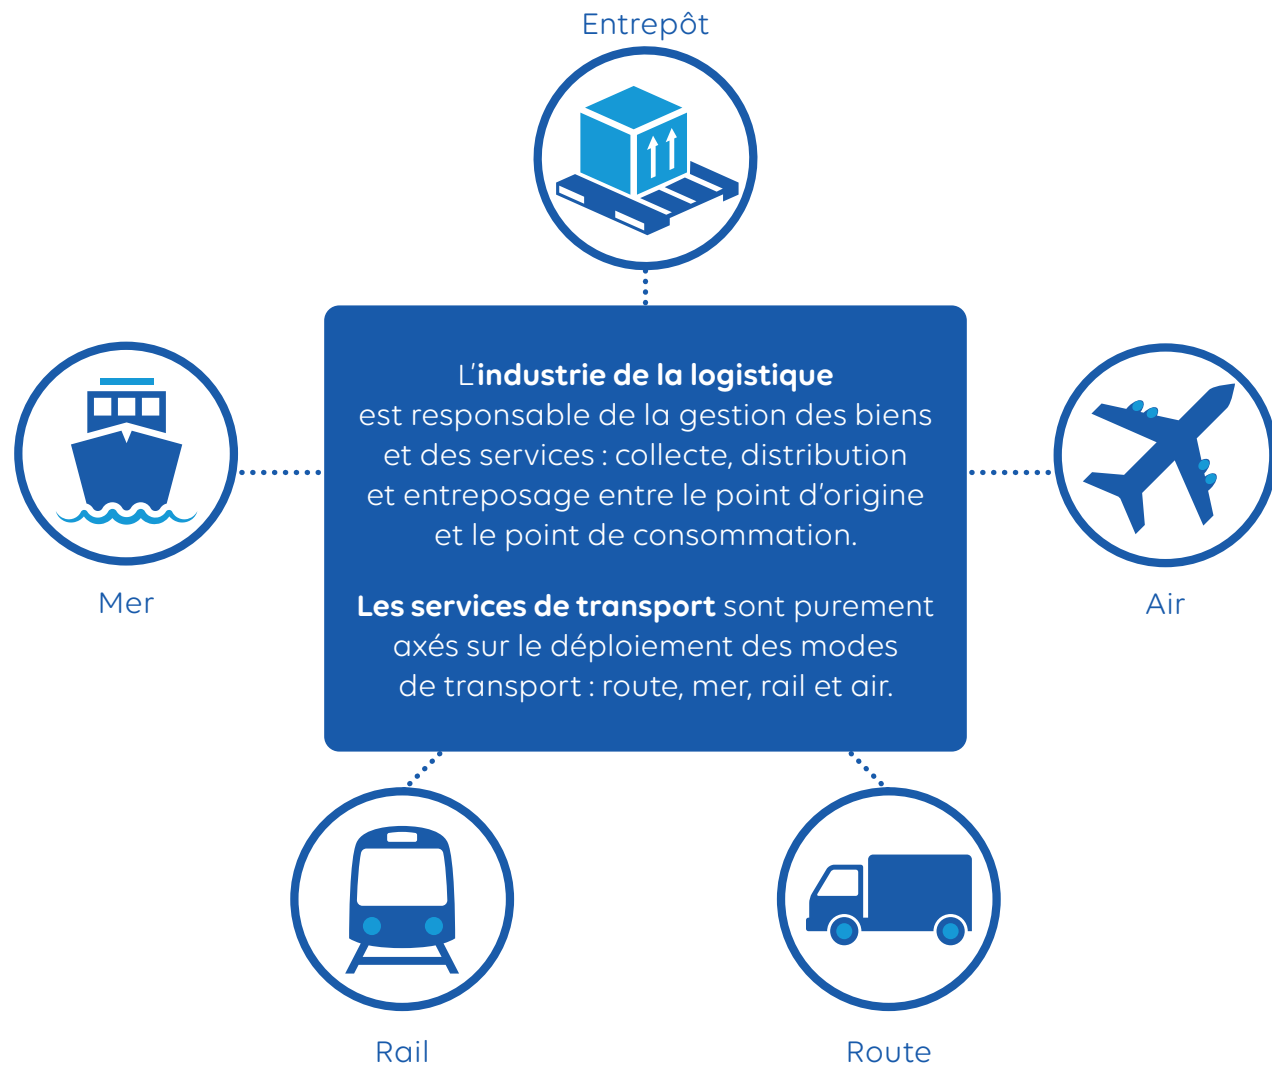 Entrepôt
L'industrie de la logistique
est responsable de la gestion des biens
et des services : collecte, distribution
et entreposage entre le point d'origine
et le point de consommation.
Les services de transport sont purement
axés sur le déploiement des modes
de transport : route, mer, rail et air.
Mer
Air
Rail
Route